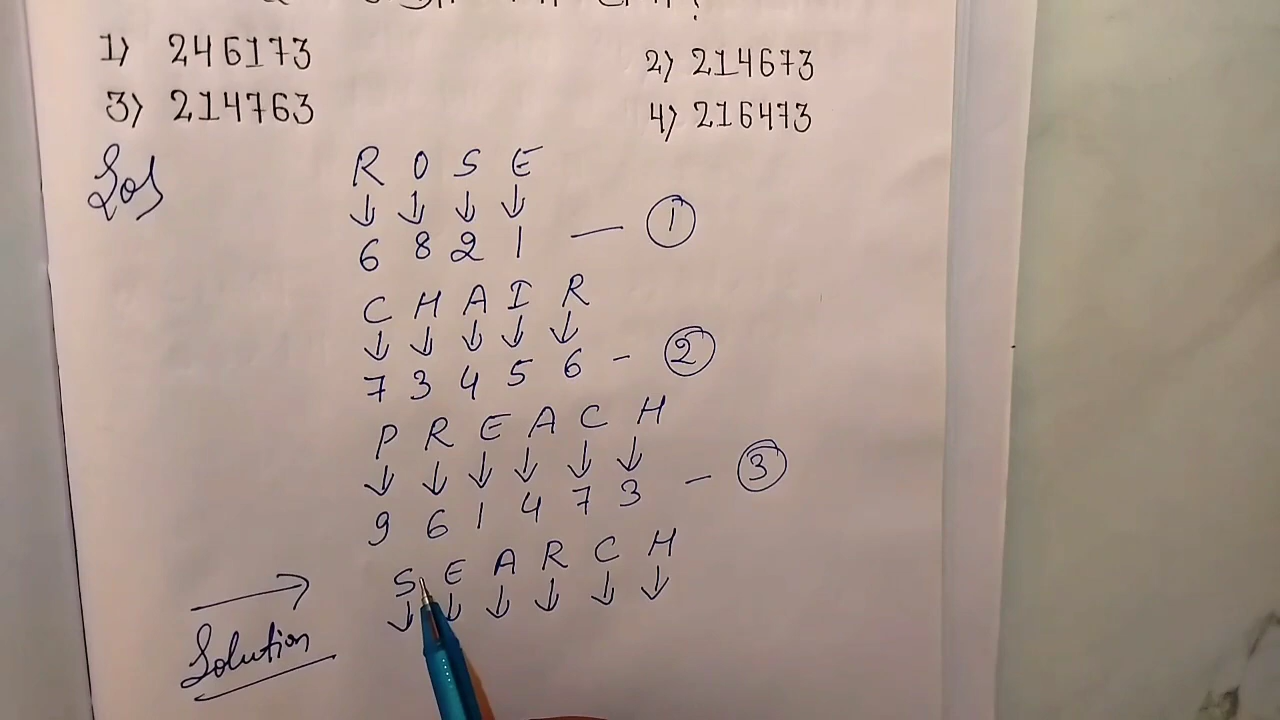 1) 246173 2) 214673
3) 214763 4) 216473
Sol
R O S E
↓ ↓ ↓ ↓
6 8 2 1 — 1
C H A I R
↓ ↓ ↓ ↓ ↓
7 3 4 5 6 - 2
P R E A C H
↓ ↓ ↓ ↓ ↓ ↓
9 6 1 4 7 3 - 3
→ S E A R C H
↓ ↓ ↓ ↓ ↓ ↓
Solution